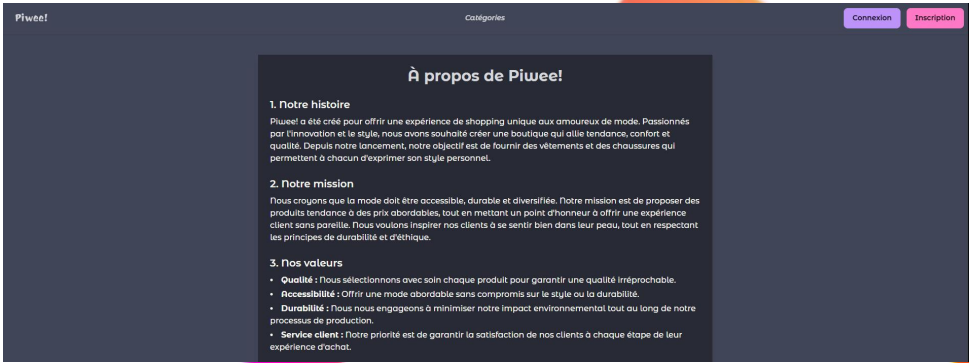 Piwee!
Catégories
Connexion
Inscription
À propos de Piwee!
1. Notre histoire
Piwee! a été créé pour offrir une expérience de shopping unique aux amoureux de mode. Passionnés
par l'innovation et le style, nous avons souhaité créer une boutique qui allie tendance, confort et
qualité. Depuis notre lancement, notre objectif est de fournir des vêtements et des chaussures qui
permettent à chacun d'exprimer son style personnel.
2. Notre mission
Nous croyons que la mode doit être accessible, durable et diversifiée. Notre mission est de proposer des
produits tendance à des prix abordables, tout en mettant un point d'honneur à offrir une expérience
client sans pareille. Nous voulons inspirer nos clients à se sentir bien dans leur peau, tout en respectant
les principes de durabilité et d'éthique.
3. Nos valeurs
• Qualité : Nous sélectionnons avec soin chaque produit pour garantir une qualité irréprochable.
• Accessibilité : Offrir une mode abordable sans compromis sur le style ou la durabilité.
• Durabilité : Nous nous engageons à minimiser notre impact environnemental tout au long de notre
processus de production.
• Service client : Notre priorité est de garantir la satisfaction de nos clients à chaque étape de leur
expérience d'achat.